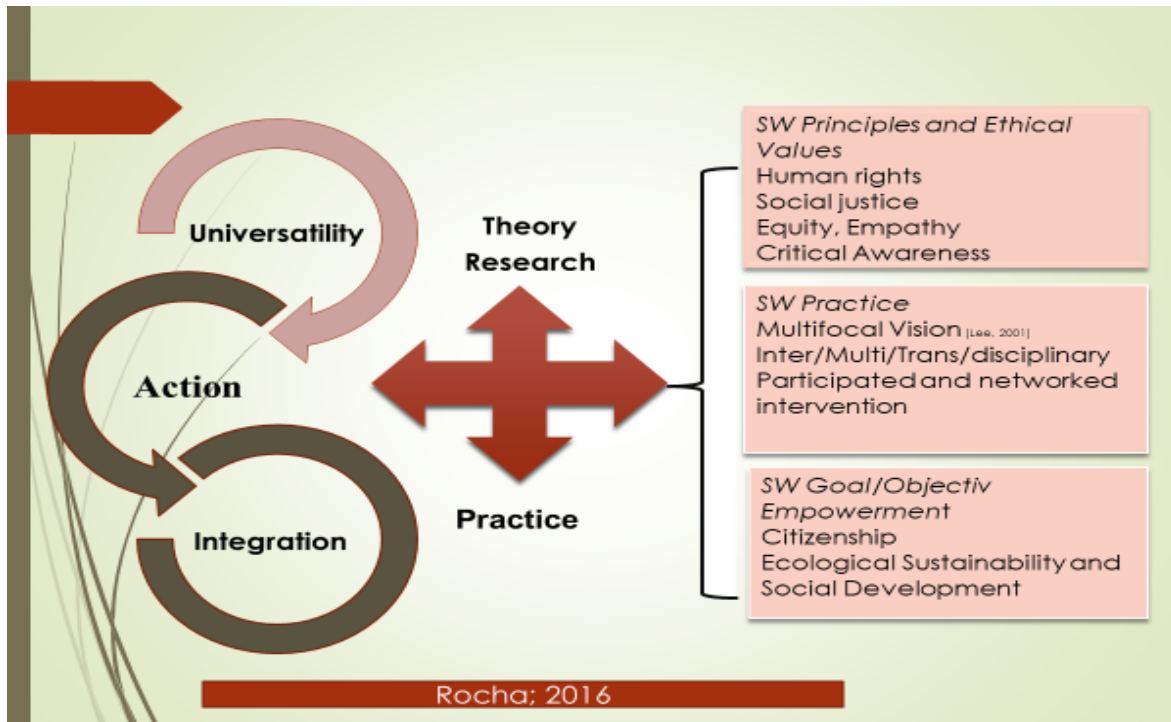 Universatility
Action
Integration
Theory
Research
Practice
SW Principles and Ethical
Values
Human rights
Social justice
Equity, Empathy
Critical Awareness
SW Practice
Multifocal Vision (Lee, 2001)
Inter/Multi/Trans/disciplinary
Participated and networked
intervention
SW Goal/Objectiv
Empowerment
Citizenship
Ecological Sustainability and
Social Development
Rocha; 2016